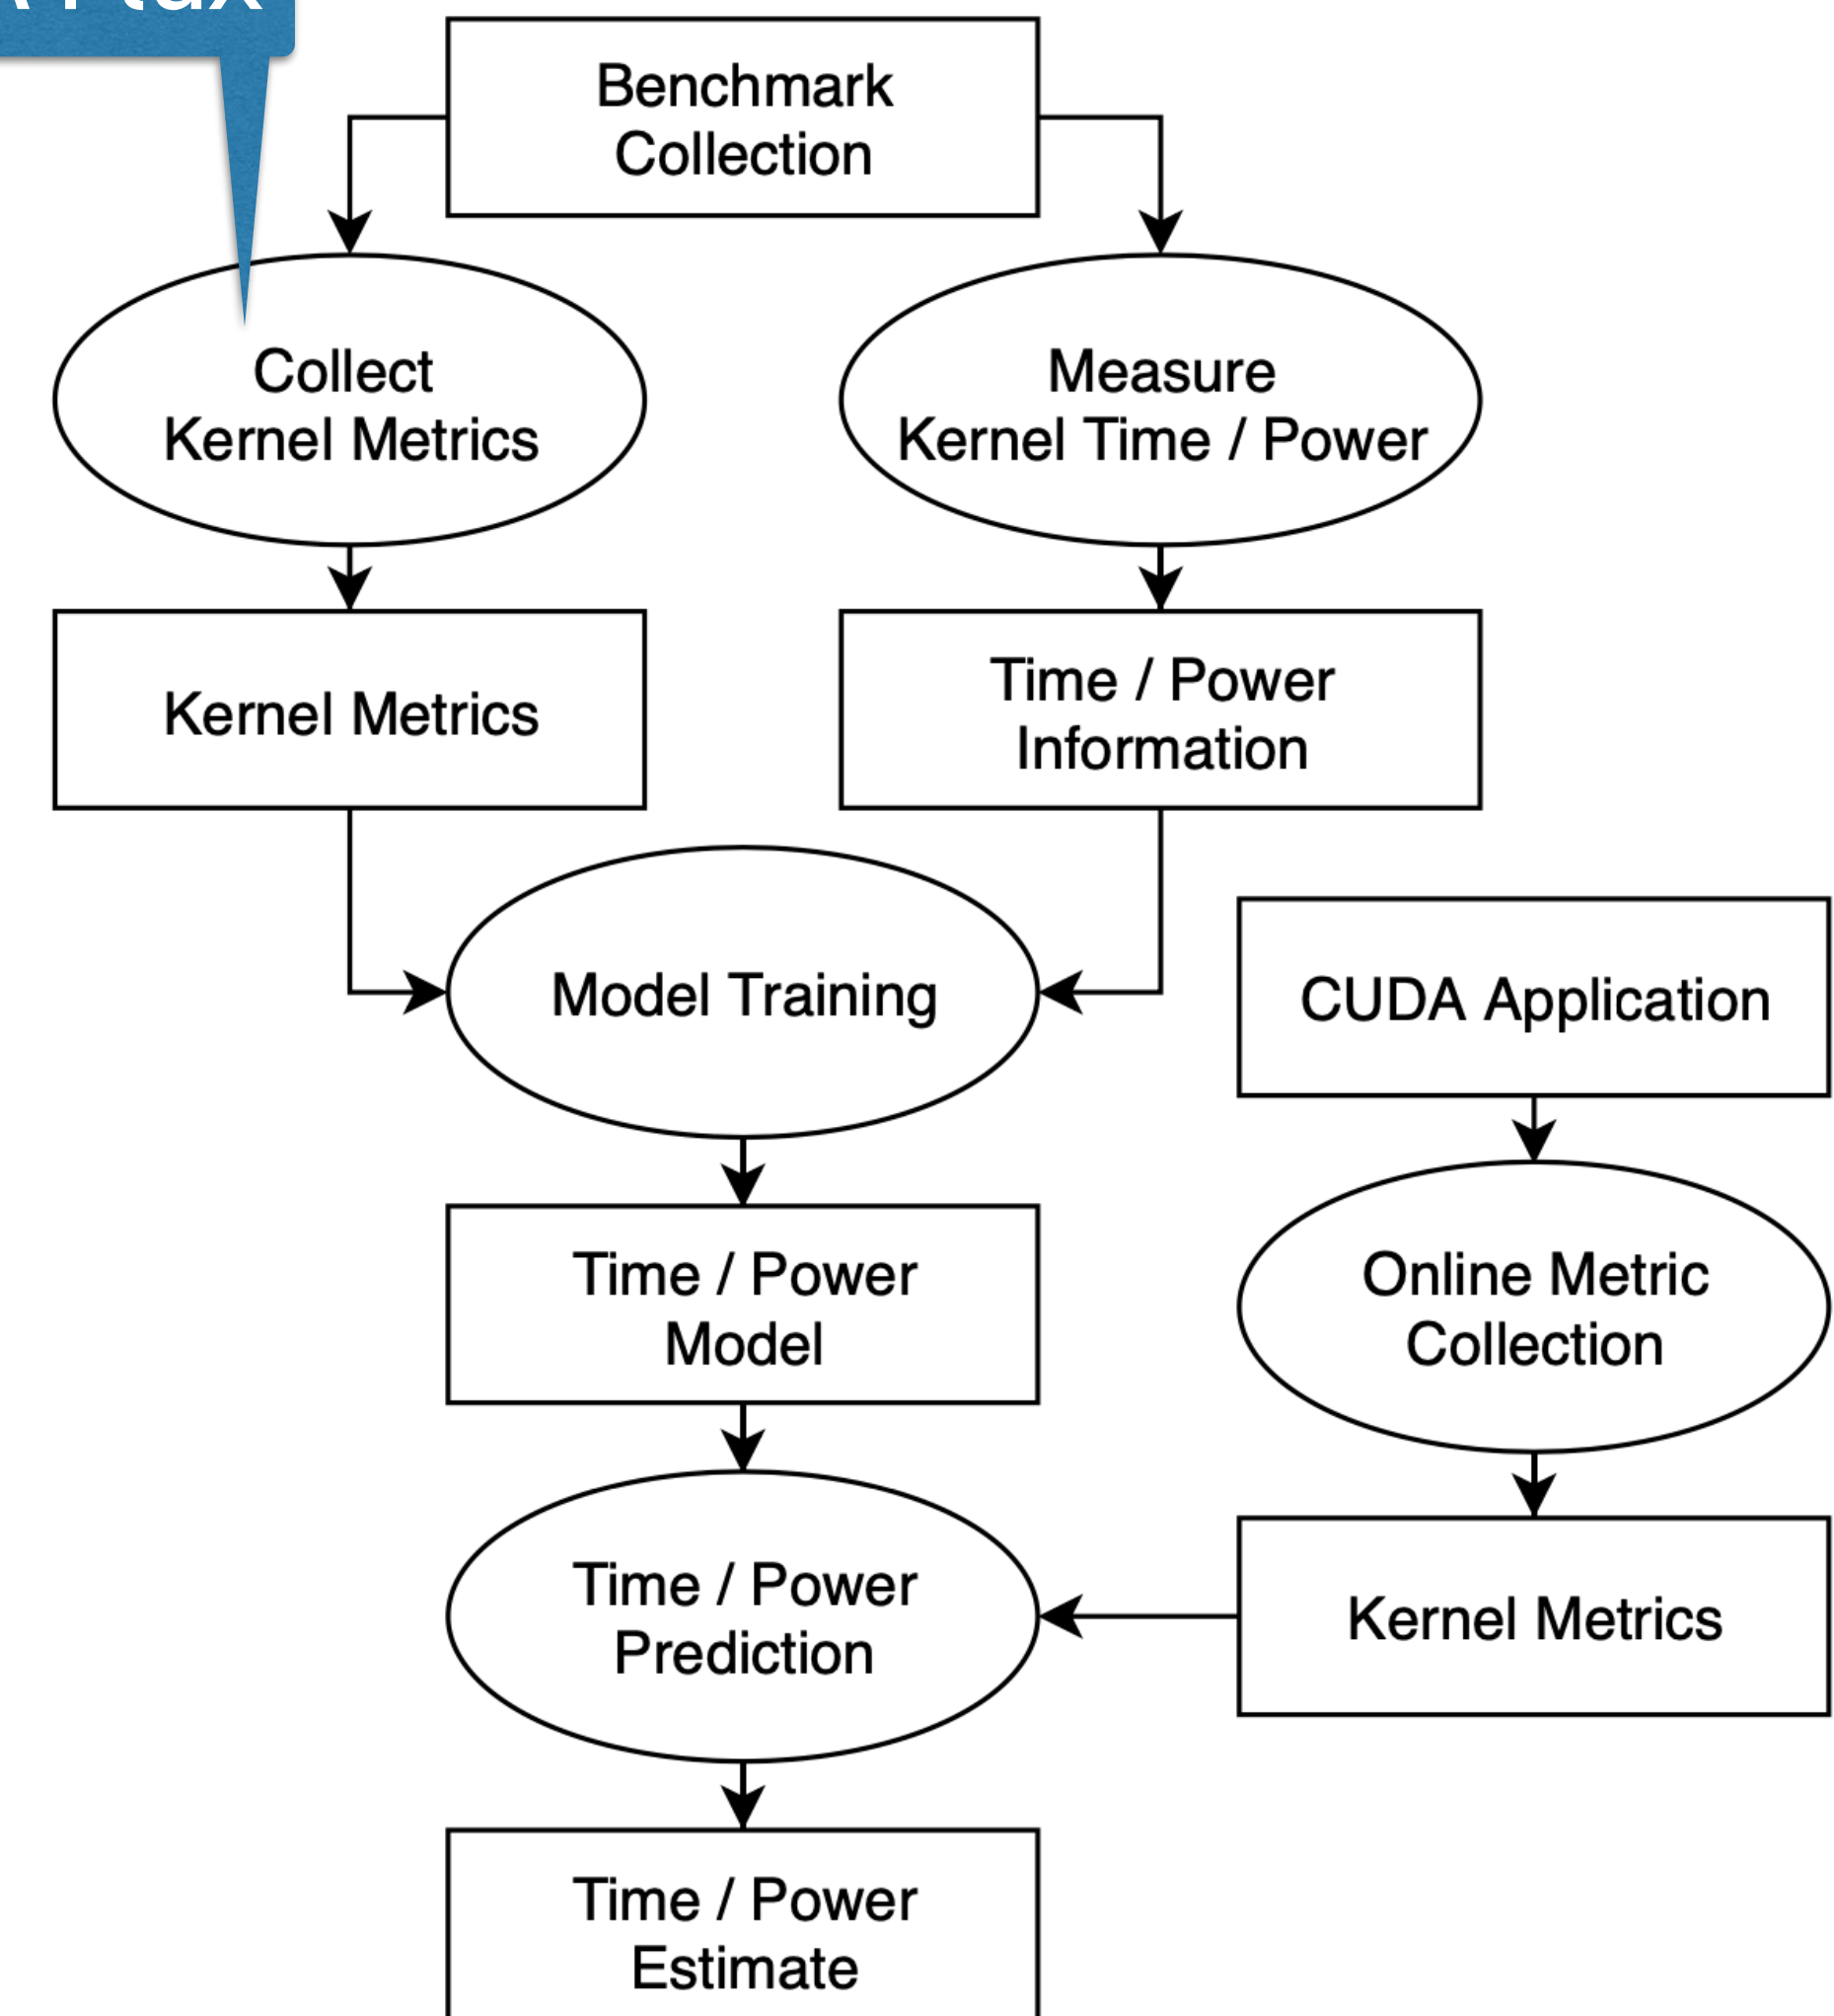 Flux
Benchmark
Collection
Collect
Kernel Metrics
Measure
Kernel Time / Power
Kernel Metrics
Time / Power
Information
Model Training
CUDA Application
Time / Power
Model
Online Metric
Collection
Time / Power
Prediction
Kernel Metrics
Time / Power
Estimate